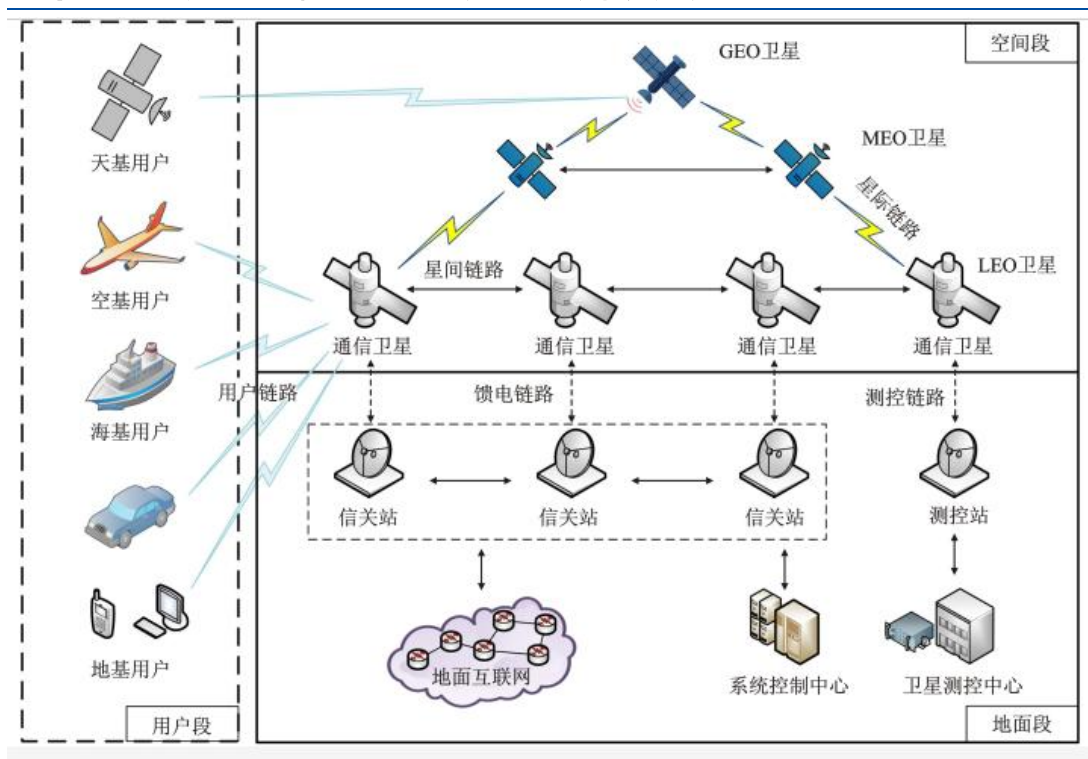 空间段
GEO卫星
天基用户
MEO卫星
星际链路
空基用户
星间链路
LEO卫星
通信卫星
通信卫星
通信卫星
通信卫星
用户链路
馈电链路
测控链路
海基用户
信关站
信关站
信关站
测控站
地面互联网
地基用户
系统控制中心
卫星测控中心
用户段
地面段